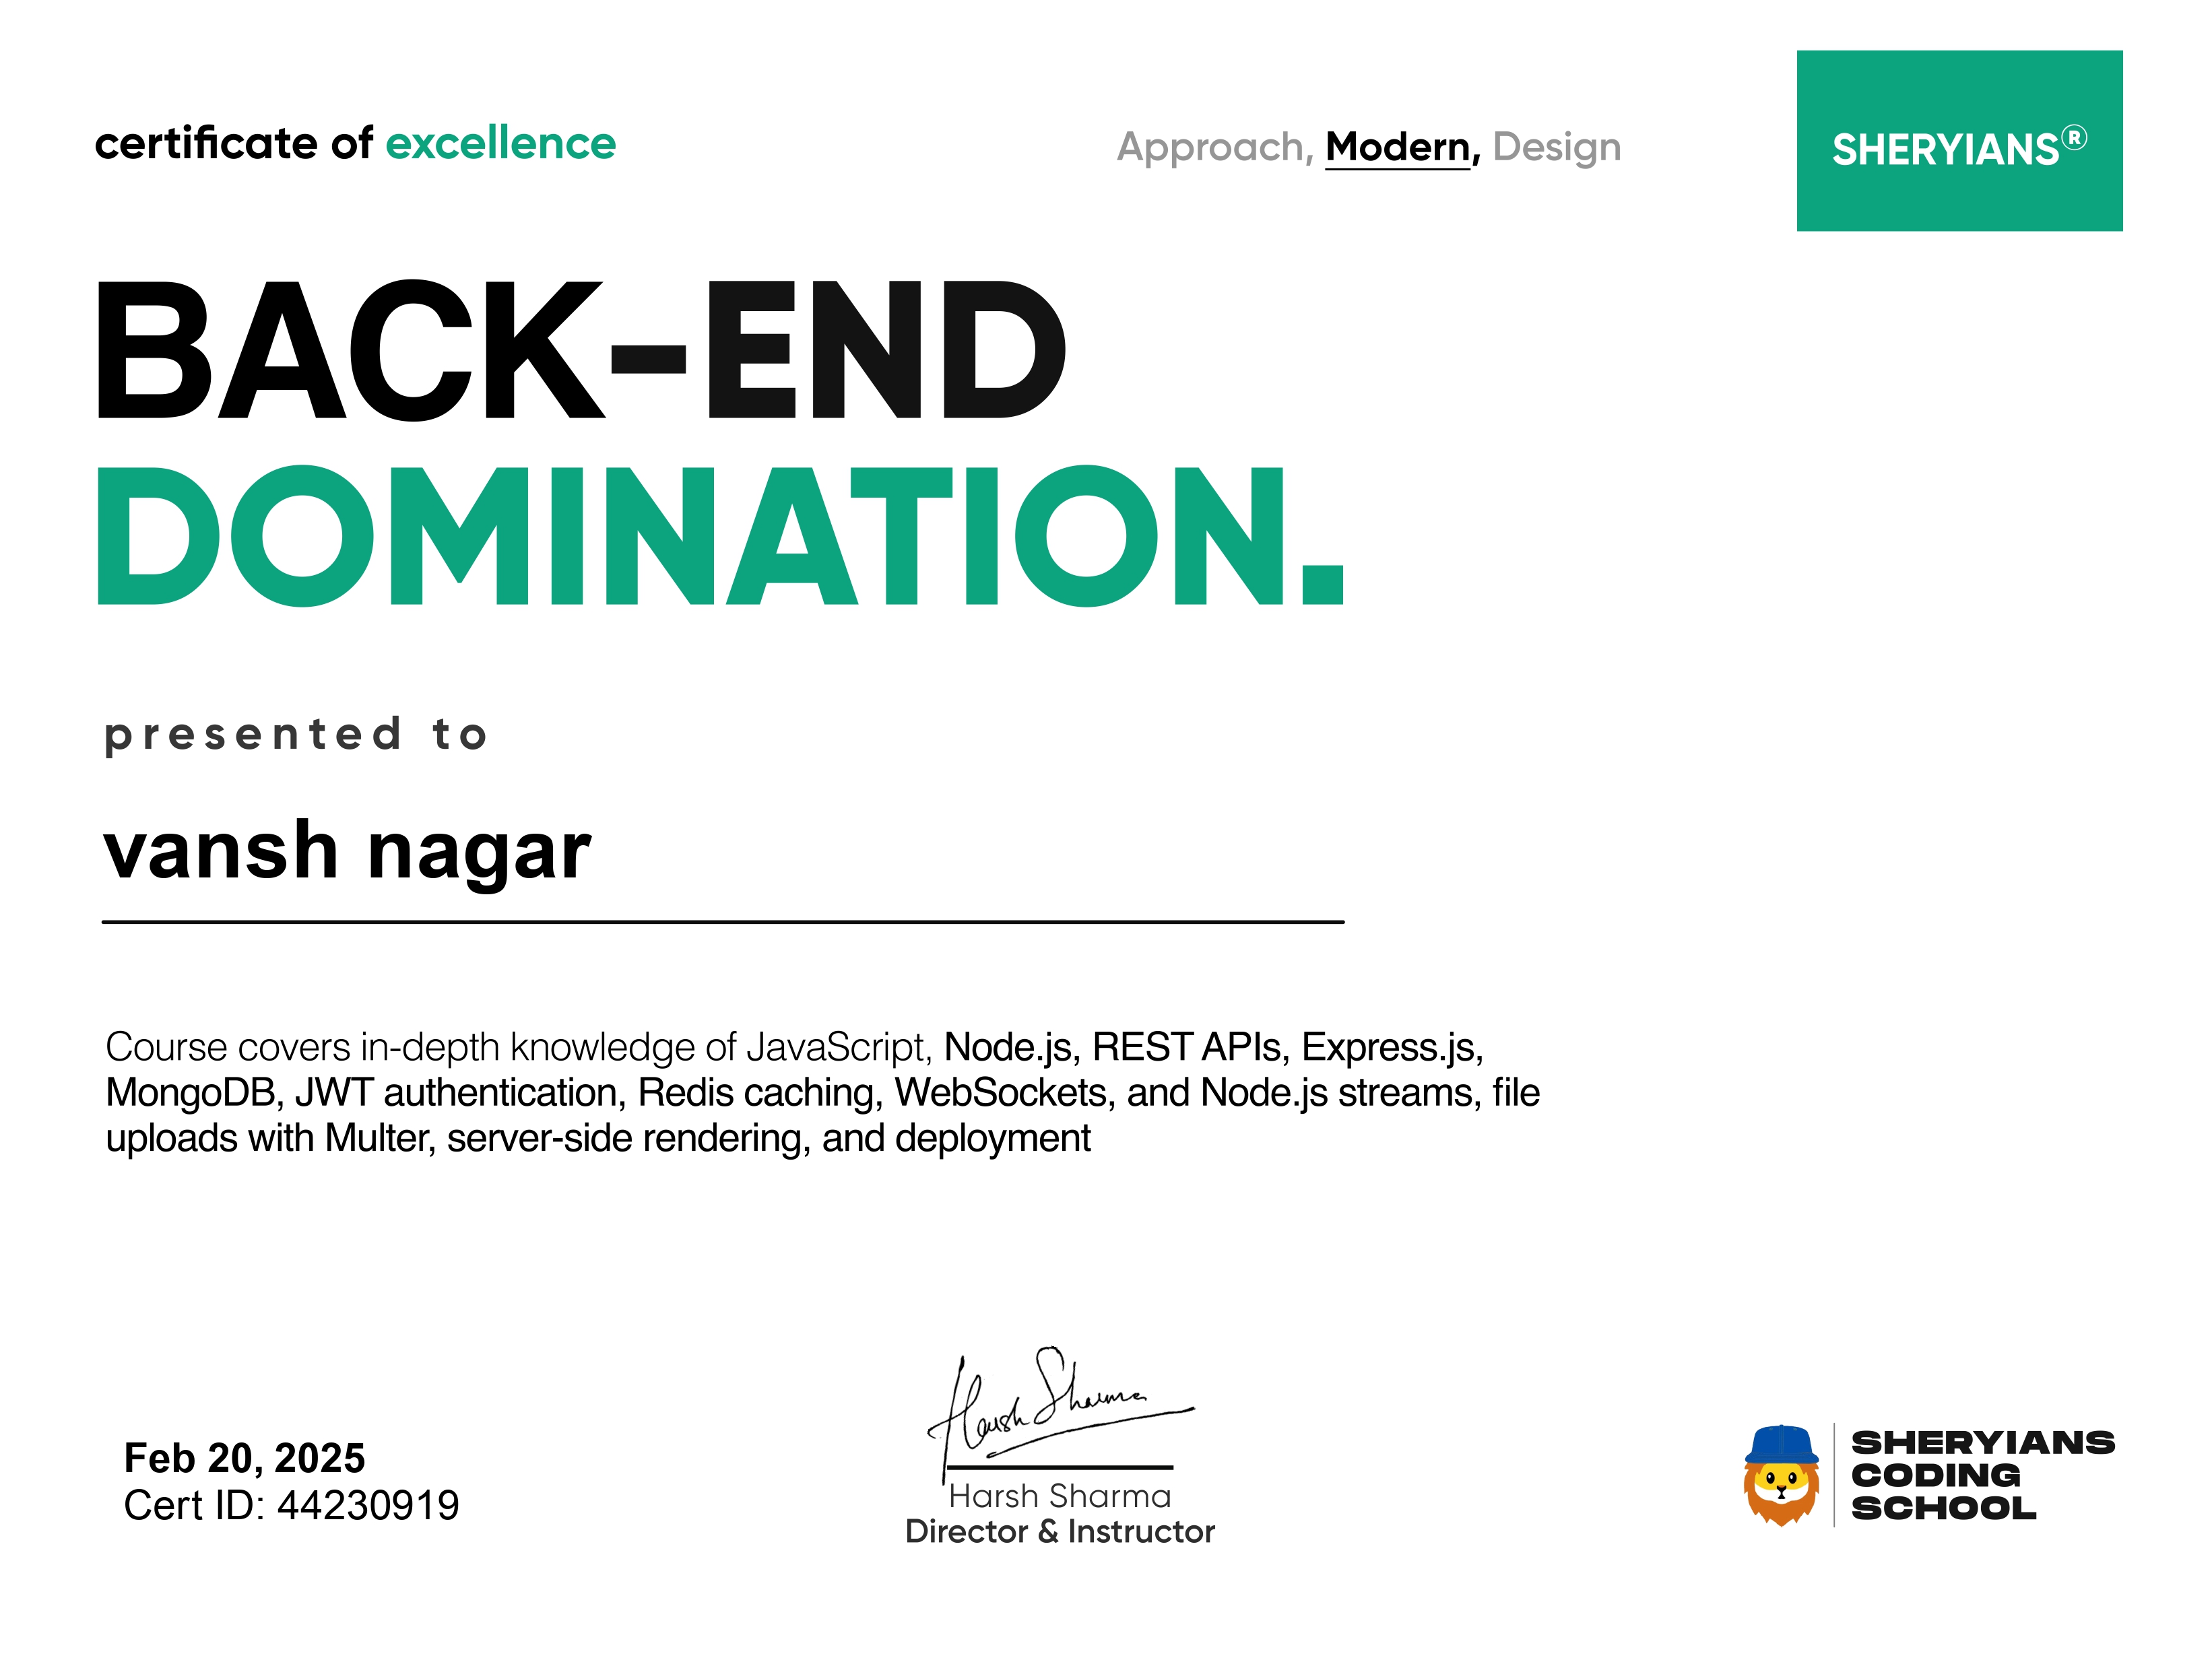 certificate of excellence
Approach, Modern, Design
SHERYIANS®
BACK-END
DOMINATION.
presented to
vansh nagar
Course covers in-depth knowledge of JavaScript, Node.js, REST APIs, Express.js,
MongoDB, JWT authentication, Redis caching, WebSockets, and Node.js streams, file
uploads with Multer, server-side rendering, and deployment
Harsh Sharma
Harsh Sharma
Director & Instructor
Feb 20, 2025
Cert ID: 44230919
SHERYIANS
CODING
SCHOOL